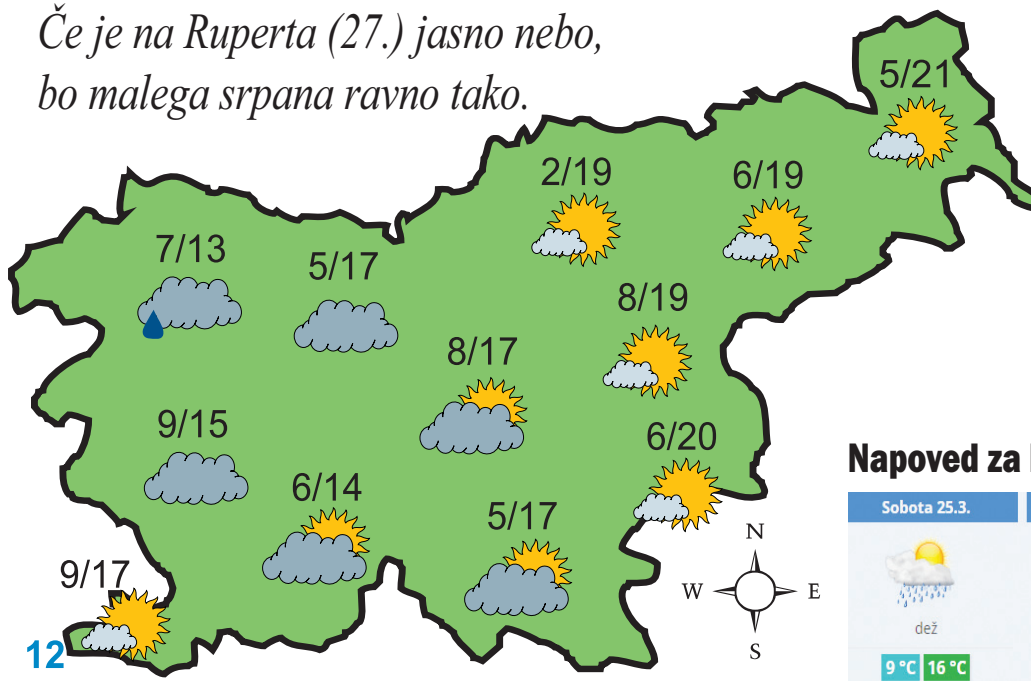 Če je na Ruperta (27.) jasno nebo,
bo malega srpana ravno tako.
5/21
2/19
6/19
7/13
5/17
8/19
8/17
9/15
6/20
6/14
5/17
9/17
12
N
W
E
S
Napoved za
Sobota 25.3.
dež
9 °C
16 °C